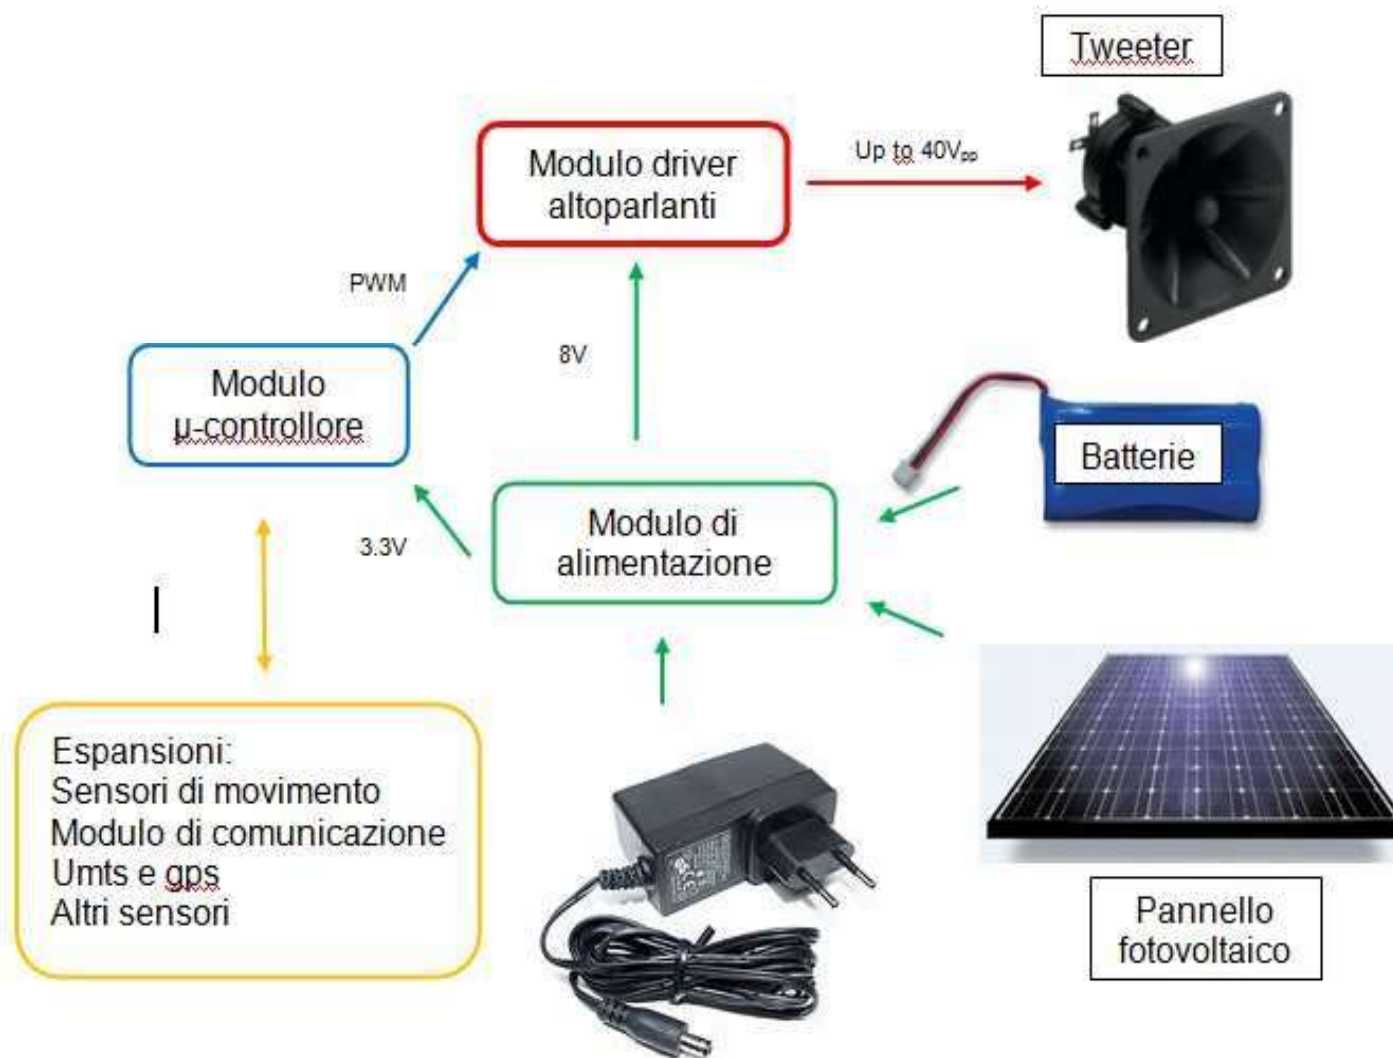 Tweeter
Modulo driver
altoparlanti
Up to 40Vpp
PWM
8V
Modulo
µ-controllore
Batterie
3.3V
Modulo di
alimentazione
Espansioni:
Sensori di movimento
Modulo di comunicazione
Umts e gps
Altri sensori
Pannello
fotovoltaico